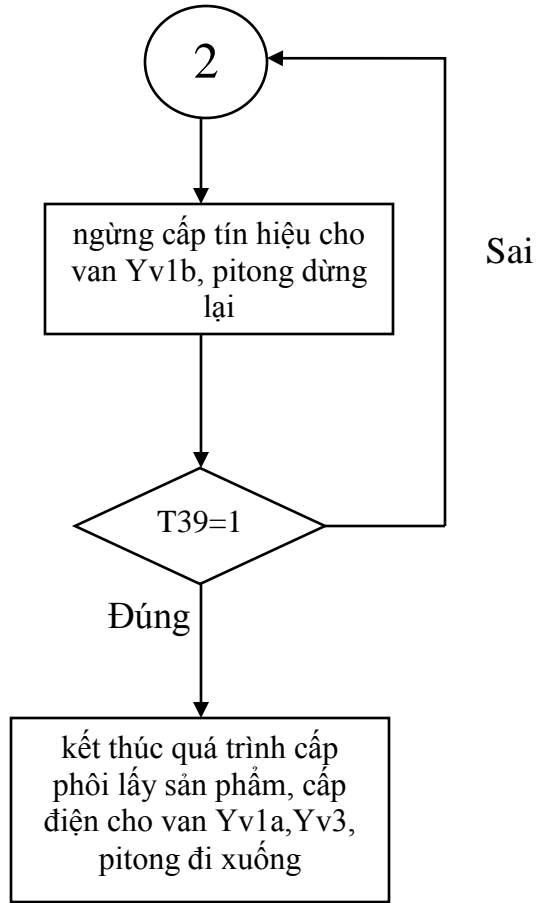 2
ngừng cấp tín hiệu cho
van Yv1b, pitong dừng
lại
Sai
T39=1
Đúng
kết thúc quá trình cấp
phôi lấy sản phẩm, cấp
điện cho van Yv1a,Yv3,
pitong đi xuống